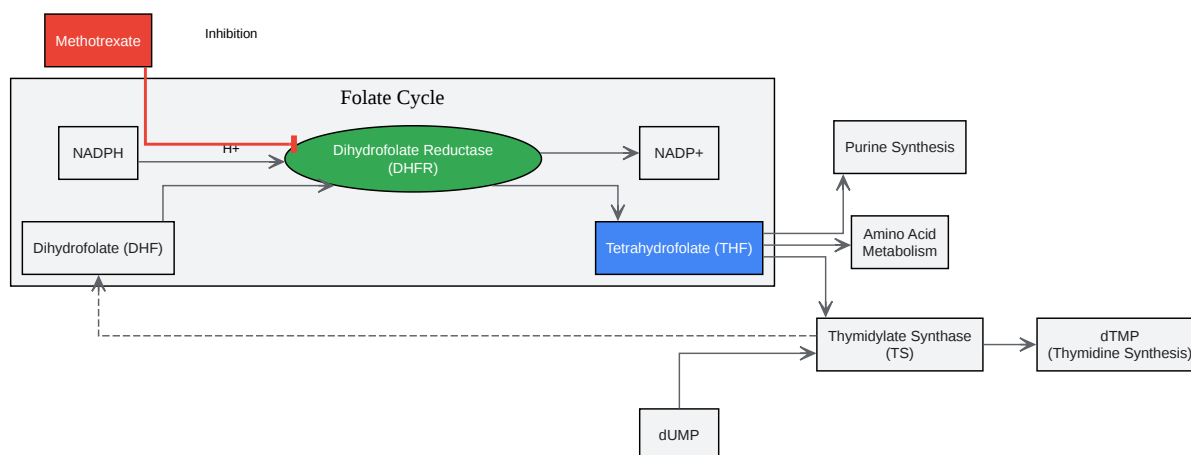 Methotrexate
Inhibition
Folate Cycle
NADPH
H+
Dihydrofolate Reductase
(DHFR)
NADP+
Purine Synthesis
Dihydrofolate (DHF)
Tetrahydrofolate (THF)
Amino Acid
Metabolism
Thymidylate Synthase
(TS)
dTMP
(Thymidine Synthesis)
dUMP